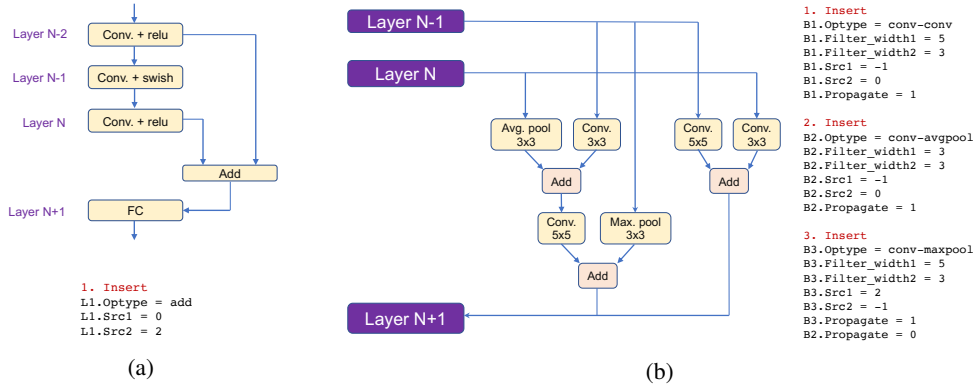 Layer N-2
Conv. + relu
Layer N-1
Conv. + swish
Layer N
Conv. + relu
Add
Layer N+1
FC
1. Insert
L1.Optype = add
L1.Src1 = 0
L1.Src2 = 2
(a)
Layer N-1
Layer N
Avg. pool
3x3
Conv.
3x3
Conv.
5x5
Conv.
3x3
Add
Add
Conv.
5x5
Max. pool
3x3
Add
Layer N+1
(b)
1. Insert
B1.Optype = conv-conv
B1.Filter_width1 = 5
B1.Filter_width2 = 3
B1.Src1 = -1
B1.Src2 = 0
B1.Propagate = 1
2. Insert
B2.Optype = conv-avgpool
B2.Filter_width1 = 3
B2.Filter_width2 = 3
B2.Src1 = -1
B2.Src2 = 0
B2.Propagate = 1
3. Insert
B3.Optype = conv-maxpool
B3.Filter_width1 = 5
B3.Filter_width2 = 3
B3.Src1 = 2
B3.Src2 = -1
B3.Propagate = 1
B2.Propagate = 0